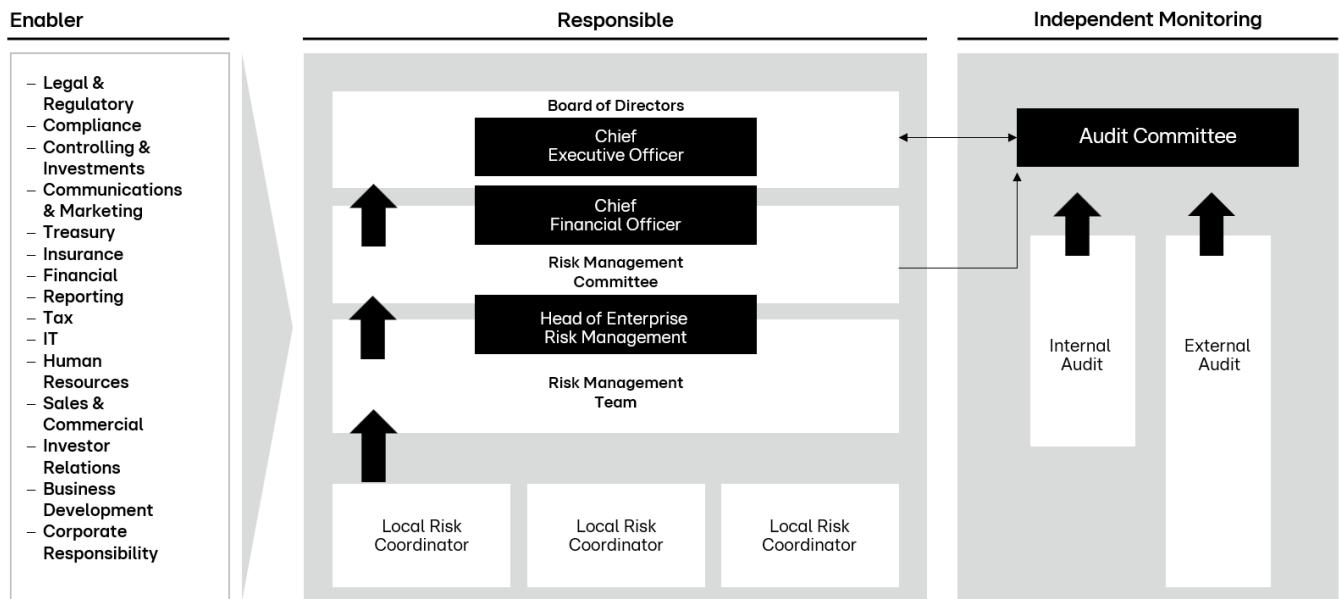 Enabler
– Legal &
Regulatory
– Compliance
– Controlling &
Investments
– Communications
& Marketing
– Treasury
– Insurance
– Financial
– Reporting
– Tax
– IT
– Human
Resources
– Sales &
Commercial
– Investor
Relations
– Business
Development
– Corporate
Responsibility
Responsible
Board of Directors
Chief
Executive Officer
Chief
Financial Officer
Risk Management
Committee
Head of Enterprise
Risk Management
Risk Management
Team
Local Risk
Coordinator
Local Risk
Coordinator
Local Risk
Coordinator
Independent Monitoring
Audit Committee
Internal
Audit
External
Audit